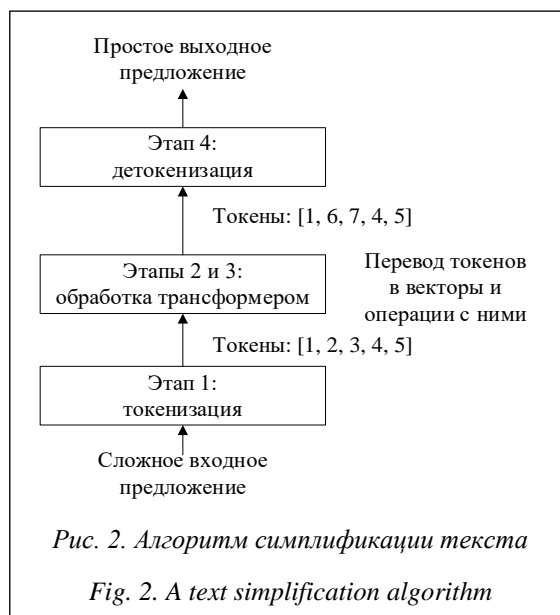 Простое выходное
предложение
Этап 4:
детокенизация
Токены: [1, 6, 7, 4, 5]
Этапы 2 и 3:
обработка трансформером
Перевод токенов
в векторы и
операции с ними
Токены: [1, 2, 3, 4, 5]
Этап 1:
токенизация
Сложное входное
предложение
Рис. 2. Алгоритм симплификации текста
Fig. 2. A text simplification algorithm